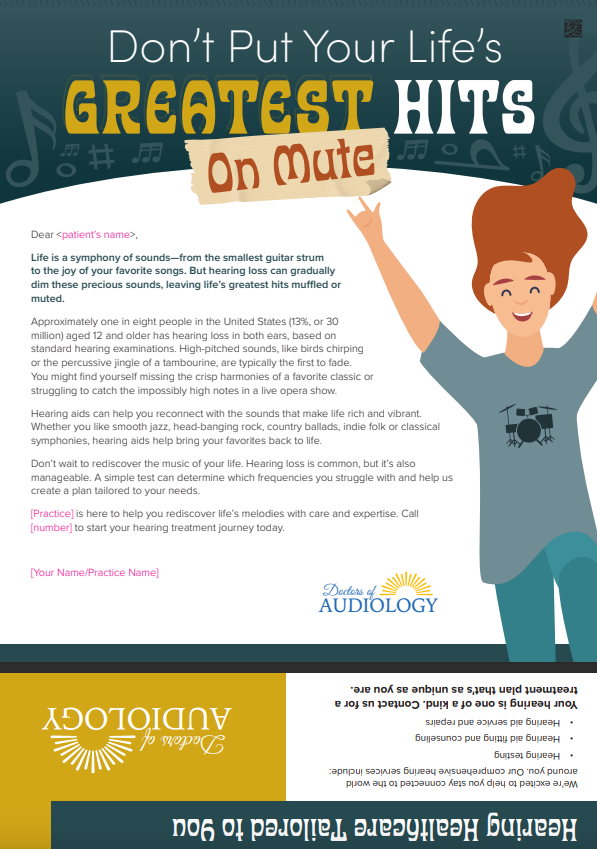 Don't Put Your Life's
GREATEST HITS
On Mute
Dear <patient's name>,
Life is a symphony of sounds—from the smallest guitar strum
to the joy of your favorite songs. But hearing loss can gradually
dim these precious sounds, leaving life's greatest hits muffled or
muted.
Approximately one in eight people in the United States (13%, or 30
million) aged 12 and older has hearing loss in both ears, based on
standard hearing examinations. High-pitched sounds, like birds chirping
or the percussive jingle of a tambourine, are typically the first to fade.
You might find yourself missing the crisp harmonies of a favorite classic or
struggling to catch the impossibly high notes in a live opera show.
Hearing aids can help you reconnect with the sounds that make life rich and vibrant.
Whether you like smooth jazz, head-banging rock, country ballads, indie folk or classical
symphonies, hearing aids help bring your favorites back to life.
Don't wait to rediscover the music of your life. Hearing loss is common, but it's also
manageable. A simple test can determine which frequencies you struggle with and help us
create a plan tailored to your needs.
[Practice] is here to help you rediscover life's melodies with care and expertise. Call
[number] to start your hearing treatment journey today.
[Your Name/Practice Name]
Doctors of
AUDIOLOGY
Hearing Healthcare Tailored to You
We're excited to help you stay connected to the world
around you. Our comprehensive hearing services include:
• Hearing testing
• Hearing aid fitting and counseling
• Hearing aid service and repairs
Your hearing is one of a kind. Contact us for a
treatment plan that's as unique as you are.
Doctors of
AUDIOLOGY